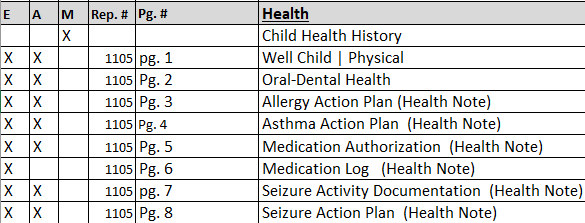 E A M Rep. # Pg. # Health
X Child Health History
X X 1105 pg. 1 Well Child | Physical
X X 1105 Pg. 2 Oral-Dental Health
X X 1105 Pg. 3 Allergy Action Plan (Health Note)
X X 1105 Pg. 4 Asthma Action Plan (Health Note)
X X 1105 Pg. 5 Medication Authorization (Health Note)
X 1105 Pg. 6 Medication Log (Health Note)
X X 1105 pg. 7 Seizure Activity Documentation (Health Note)
X X 1105 Pg. 8 Seizure Action Plan (Health Note)